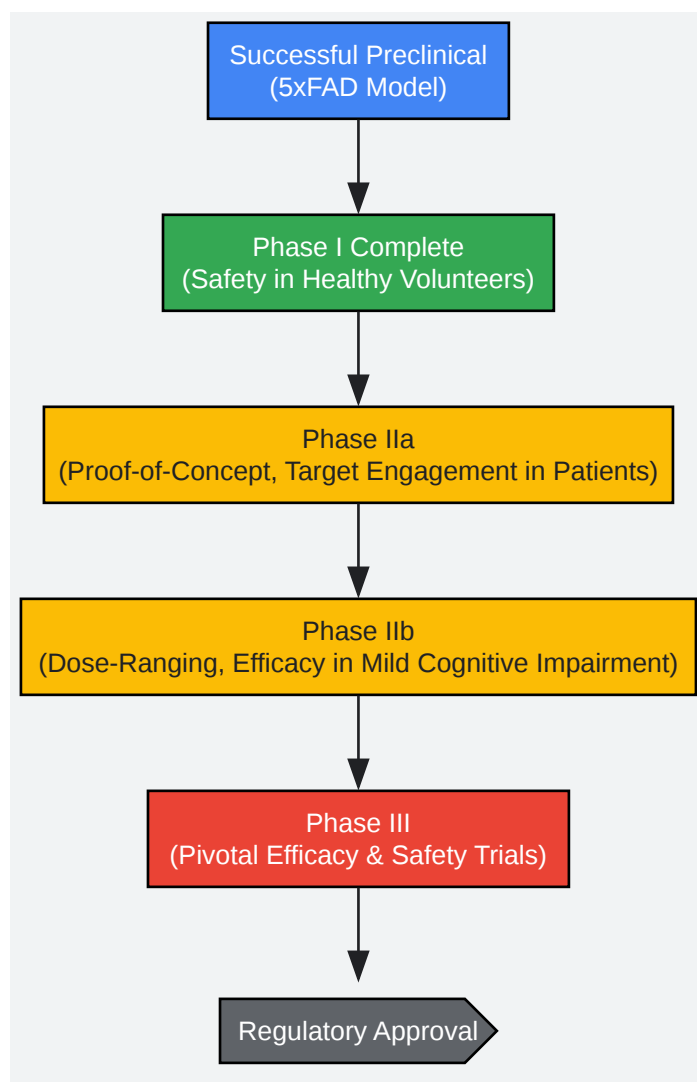 Successful Preclinical
(5xFAD Model)
Phase I Complete
(Safety in Healthy Volunteers)
Phase IIa
(Proof-of-Concept, Target Engagement in Patients)
Phase IIb
(Dose-Ranging, Efficacy in Mild Cognitive Impairment)
Phase III
(Pivotal Efficacy & Safety Trials)
Regulatory Approval